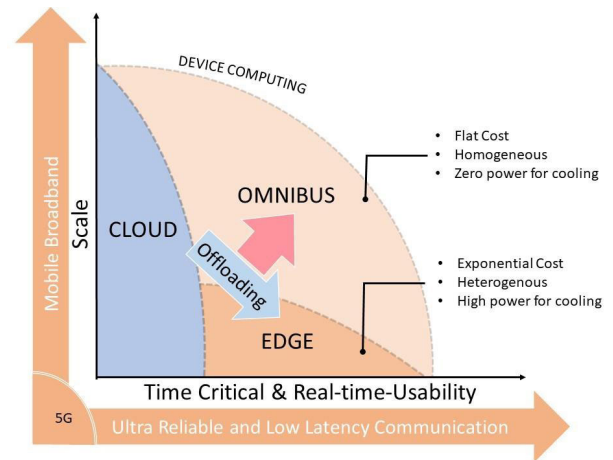 DEVICE COMPUTING
• Flat Cost
• Homogeneous
• Zero power for cooling
OMNIBUS
CLOUD
Offloading
• Exponential Cost
• Heterogenous
• High power for cooling
EDGE
Mobile Broadband
Scale
Time Critical & Real-time-Usability
5G
Ultra Reliable and Low Latency Communication